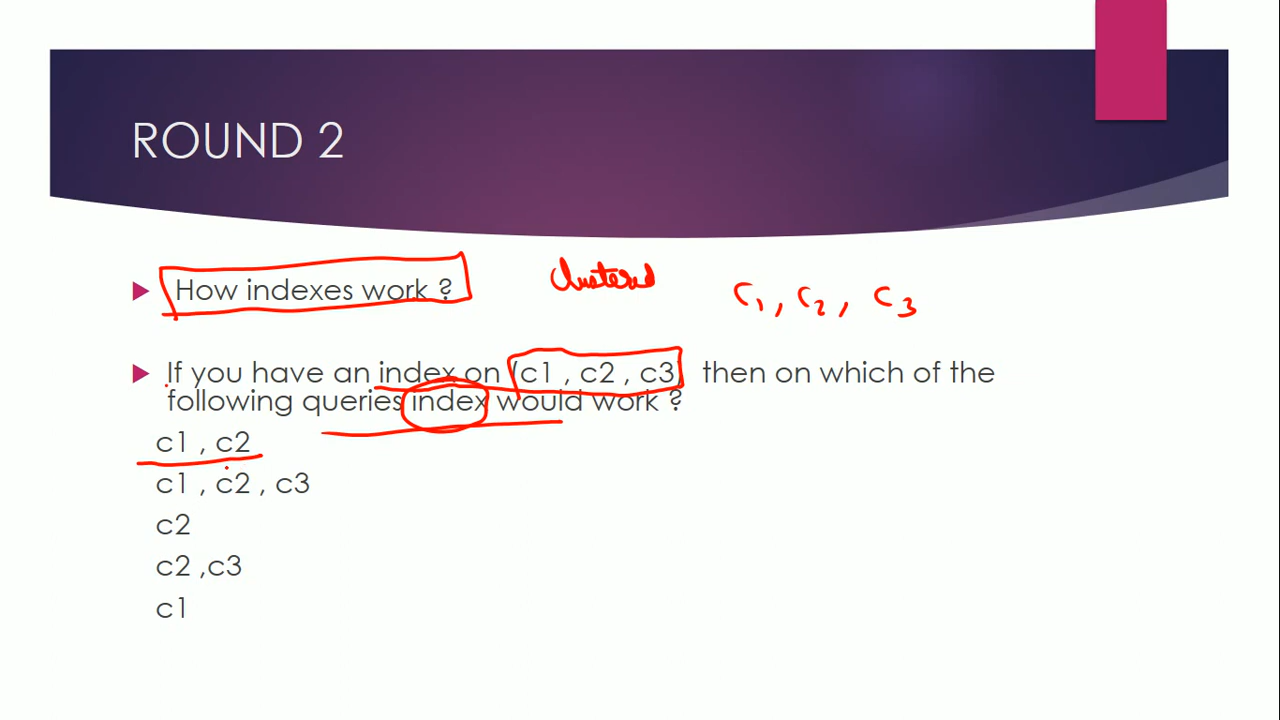 ROUND 2
How indexes work ?
clustered
c1, c2, c3
If you have an index on (c1 , c2 , c3) then on which of the
following queries index would work ?
c1 , c2
c1 , c2 , c3
c2
c2 ,c3
c1